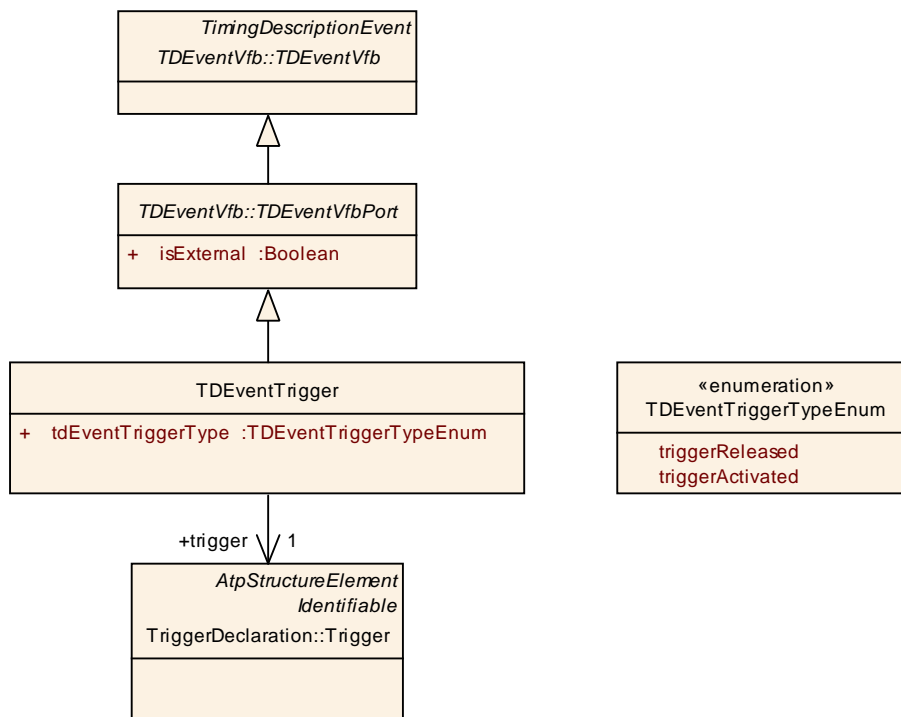 TimingDescriptionEvent
TDEventVfb::TDEventVfb
TDEventVfb::TDEventVfbPort
+ isExternal :Boolean
TDEventTrigger
+ tdEventTriggerType :TDEventTriggerTypeEnum
«enumeration»
TDEventTriggerTypeEnum
triggerReleased
triggerActivated
+trigger 1
AtpStructureElement
Identifiable
TriggerDeclaration::Trigger